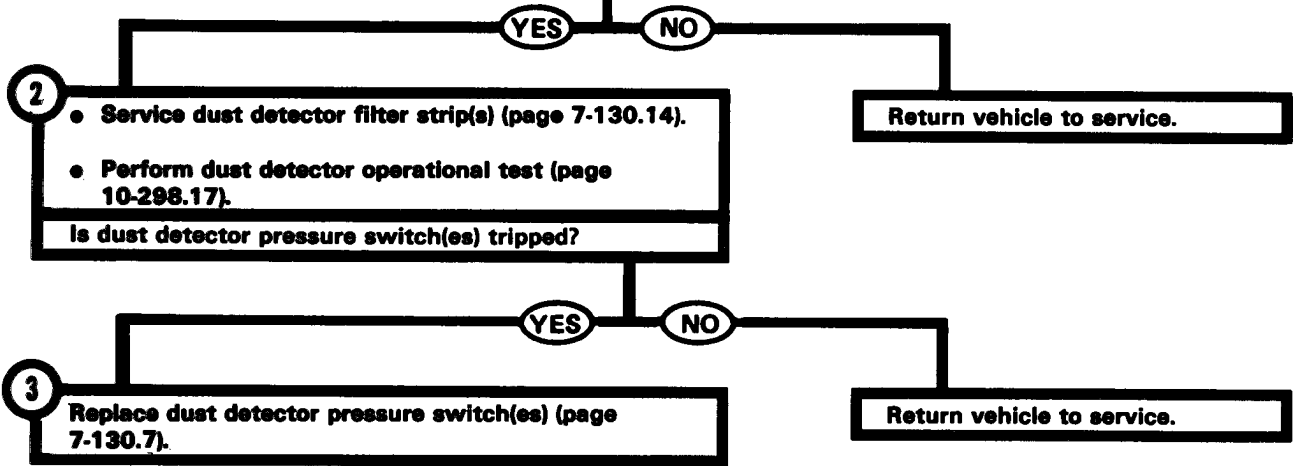 YES NO
2
• Service dust detector filter strip(s) (page 7-130.14).
Return vehicle to service.
• Perform dust detector operational test (page
10-298.17).
Is dust detector pressure switch(es) tripped?
YES NO
3
Replace dust detector pressure switch(es) (page
7-130.7).
Return vehicle to service.